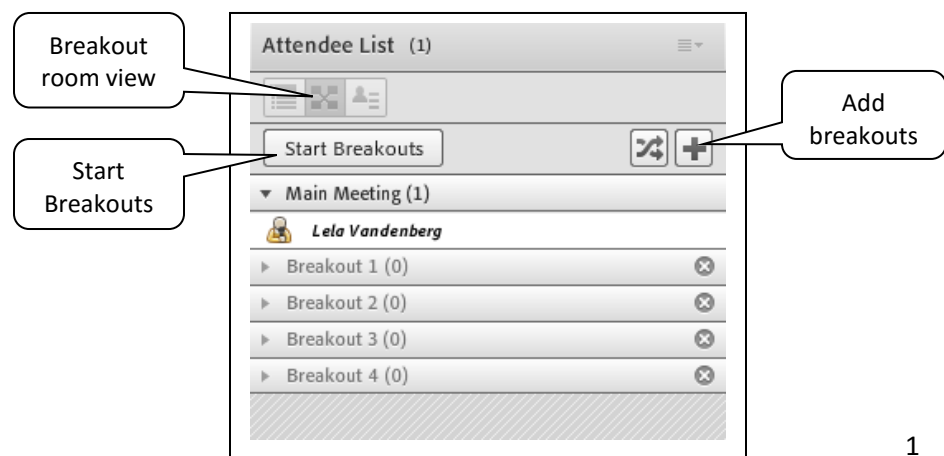 Breakout
room view
Attendee List (1)
Add
breakouts
Start Breakouts
Start
Breakouts
Main Meeting (1)
Lela Vandenberg
Breakout 1 (0)
Breakout 2 (0)
Breakout 3 (0)
Breakout 4 (0)
1